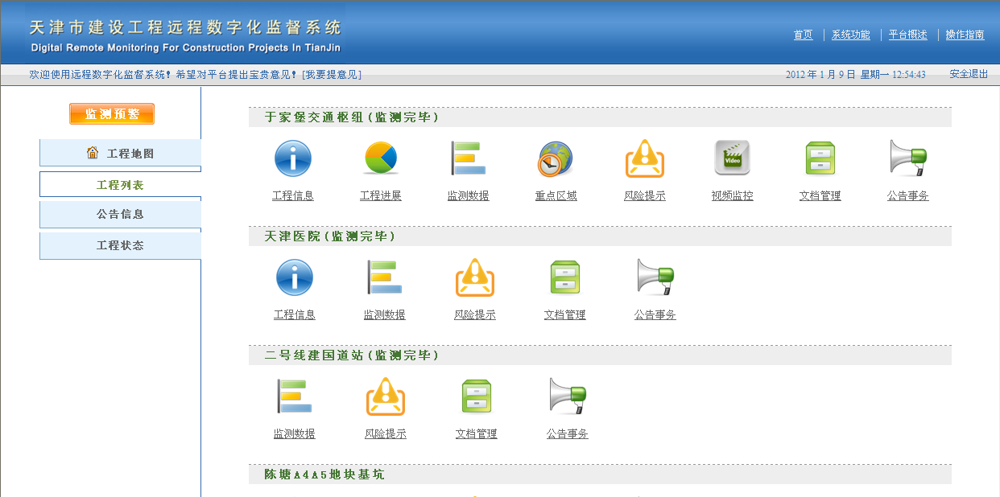 天津市建设工程远程数字化监督系统
Digital Remote Monitoring For Construction Projects In TianJin
首页 系统功能 平台概述 操作指南
欢迎使用远程数字化监督系统！希望对平台提出宝贵意见！[我要提意见]
2012 年 1 月 9 日 星期一 12:54:43 安全退出
监测预警
工程地图
工程列表
公告信息
工程状态
于家堡交通枢纽(监测完毕)
Video
工程信息 工程进展 监测数据 重点区域 风险提示 视频监控 文档管理 公告事务
天津医院(监测完毕)
工程信息 监测数据 风险提示 文档管理 公告事务
二号线建国道站(监测完毕)
监测数据 风险提示 文档管理 公告事务
陈塘A4A5地块基坑